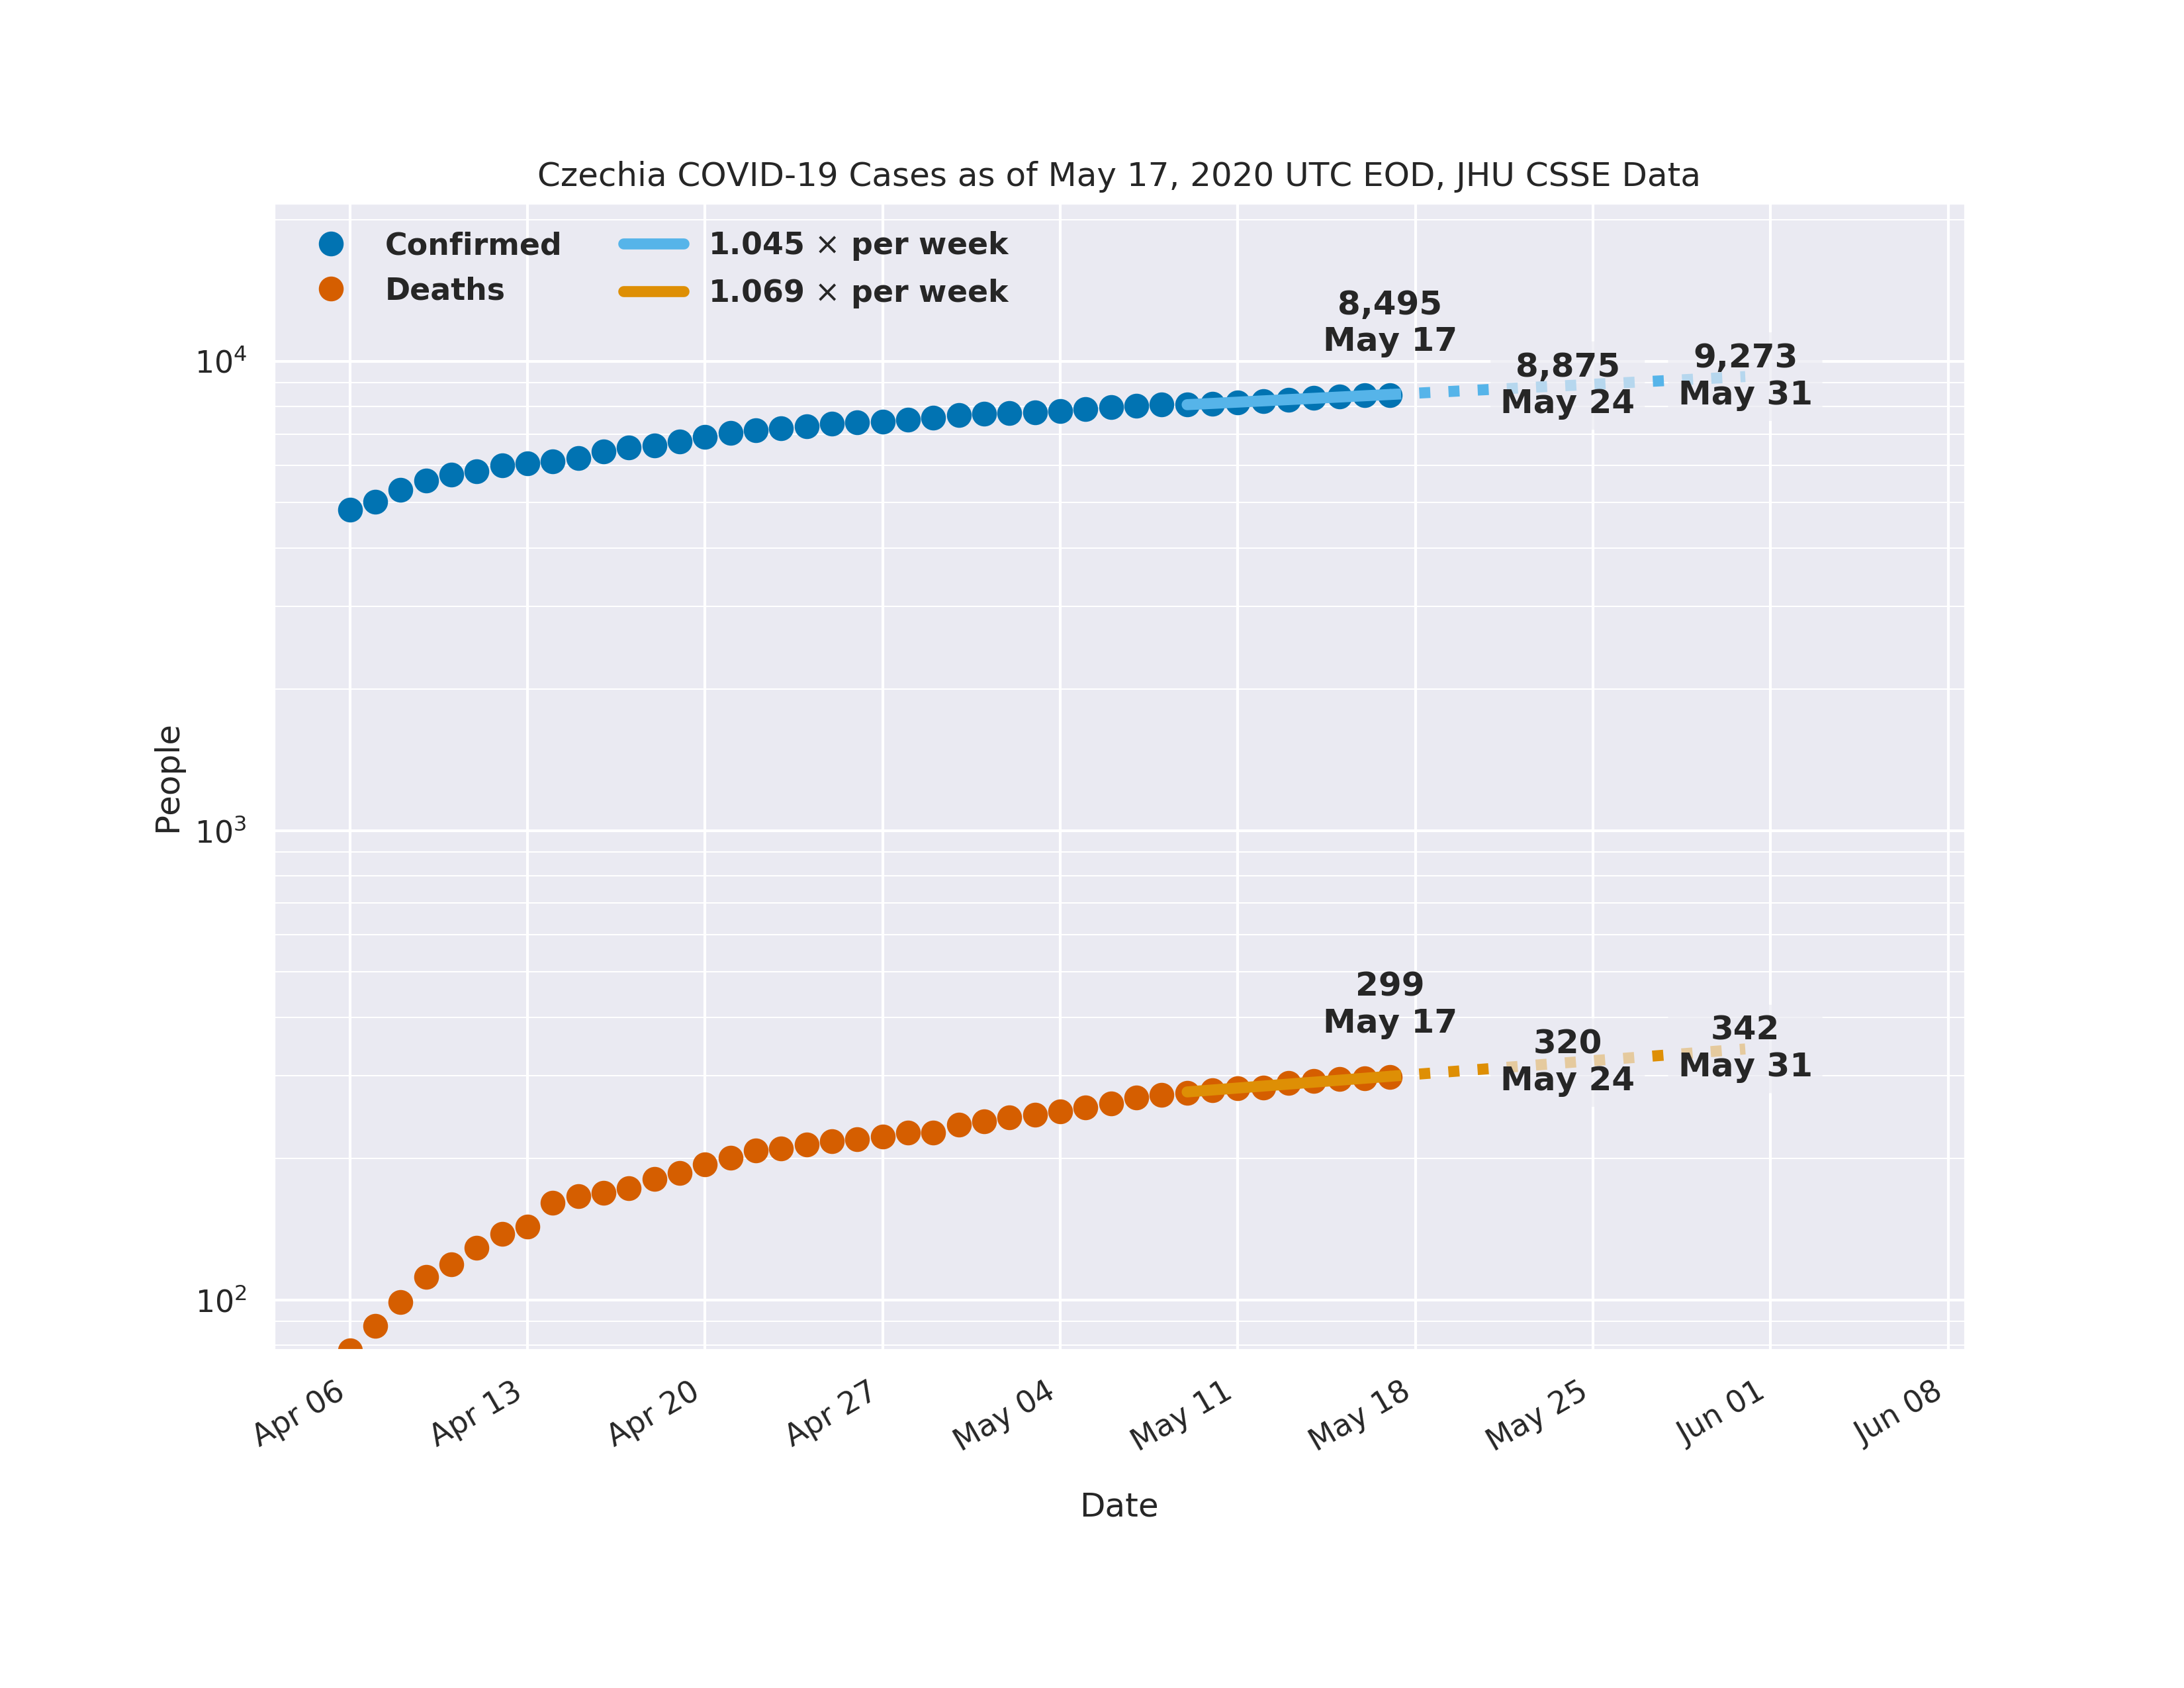 Czechia COVID-19 Cases as of May 17, 2020 UTC EOD, JHU CSSE Data
Confirmed
Deaths
1.045 × per week
1.069 × per week
8,495
May 17
8,875
May 24
9,273
May 31
299
May 17
320
May 24
342
May 31
People
10⁴
10³
10²
Apr 06
Apr 13
Apr 20
Apr 27
May 04
May 11
May 18
May 25
Jun 01
Jun 08
Date